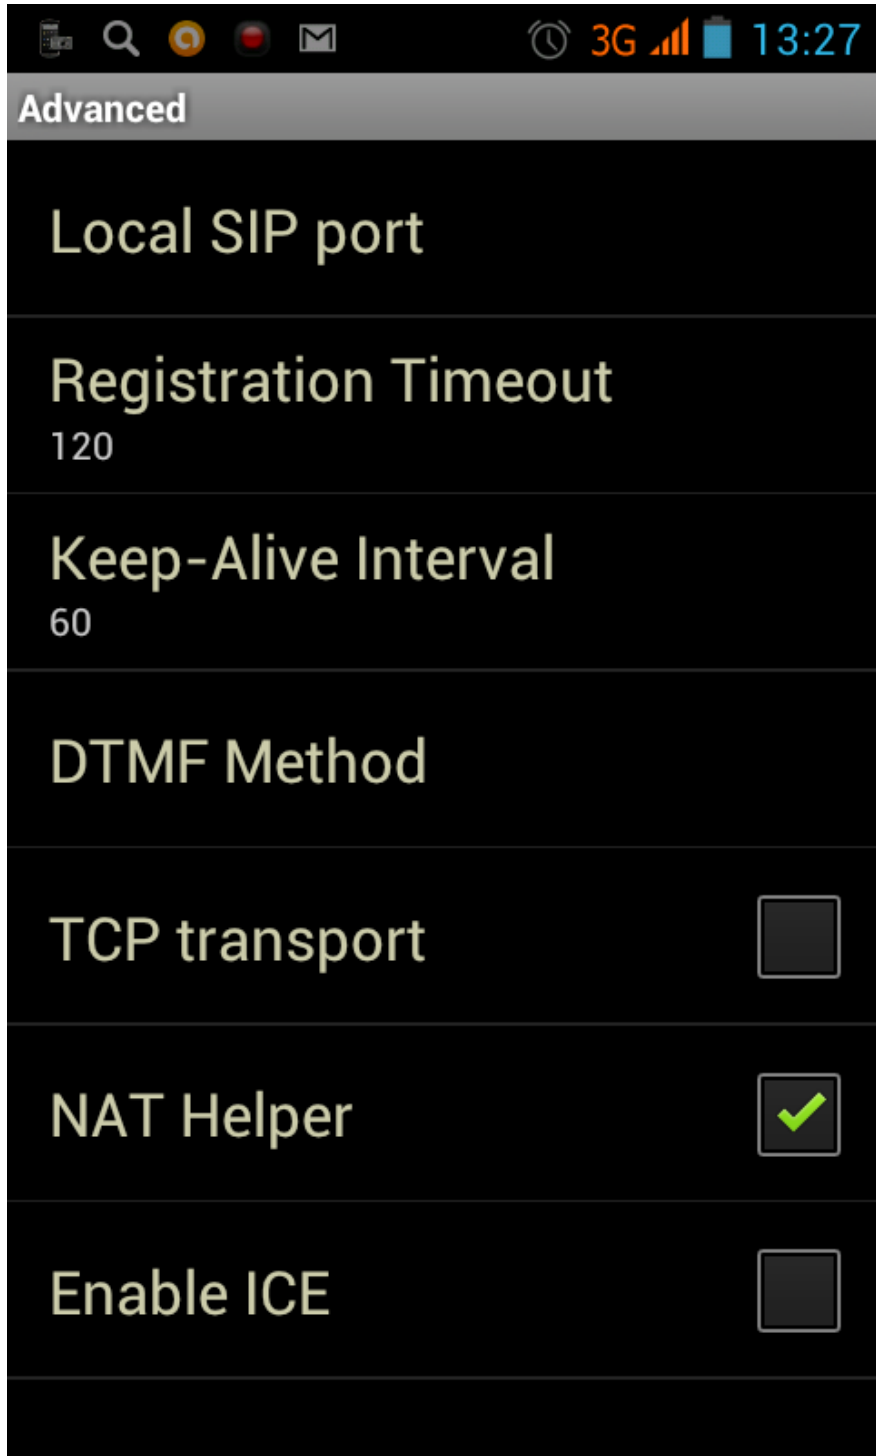 3G 13:27
Advanced
Local SIP port
Registration Timeout
120
Keep-Alive Interval
60
DTMF Method
TCP transport
NAT Helper
Enable ICE